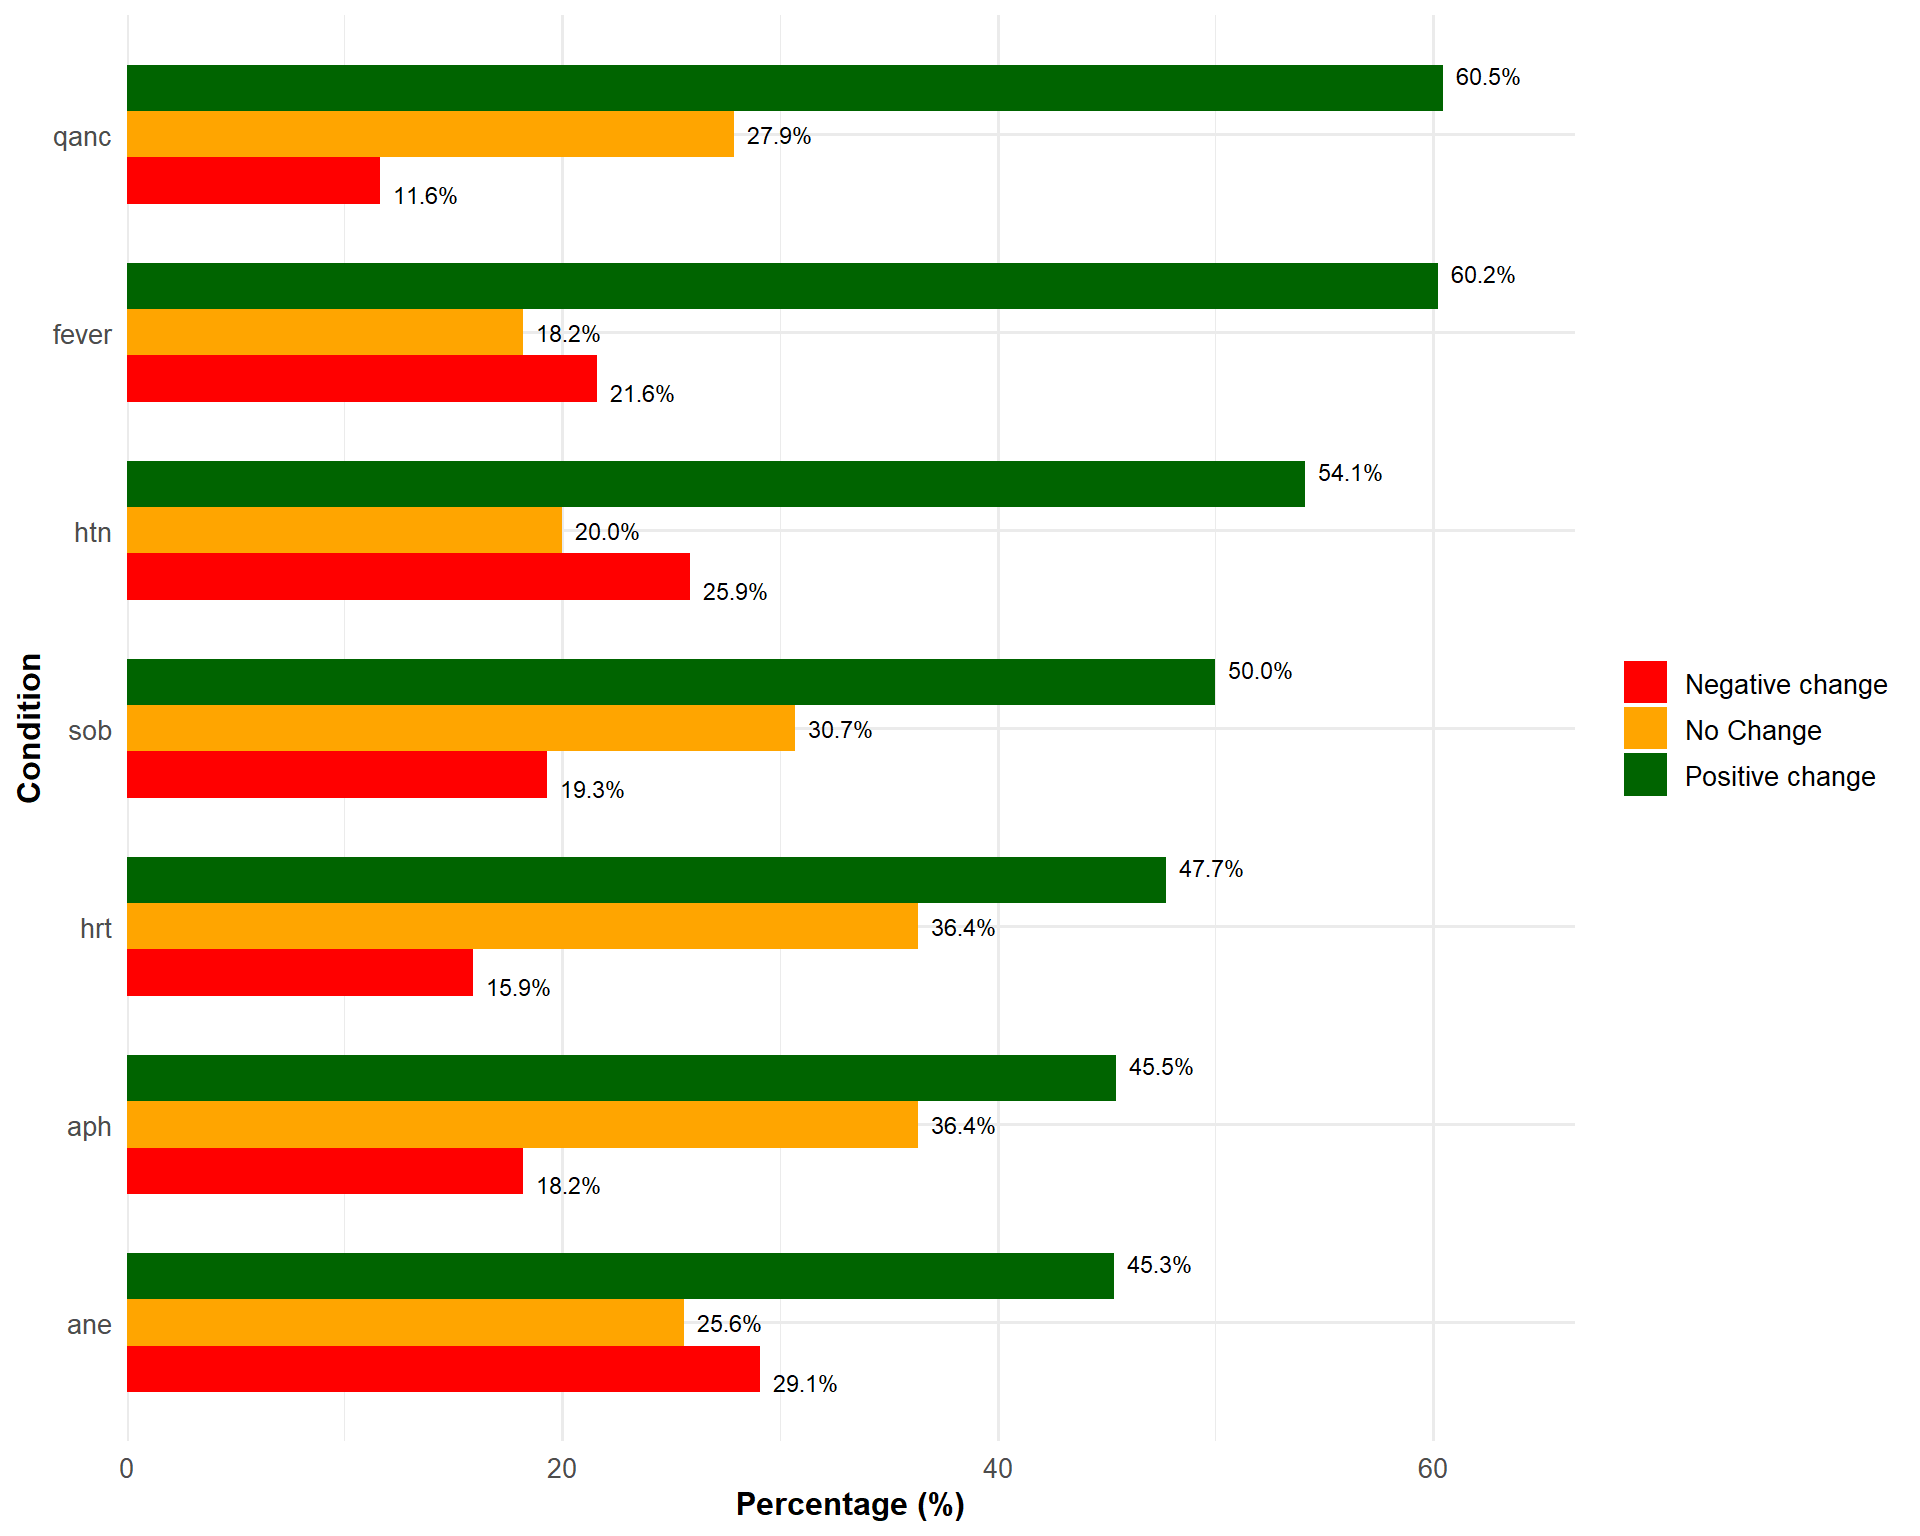 60.5%
qanc
27.9%
11.6%
60.2%
fever
18.2%
21.6%
54.1%
htn
20.0%
25.9%
50.0%
sob
30.7%
19.3%
47.7%
hrt
36.4%
15.9%
45.5%
aph
36.4%
18.2%
45.3%
ane
25.6%
29.1%
Condition
0 20 40 60
Percentage (%)
Negative change
No Change
Positive change